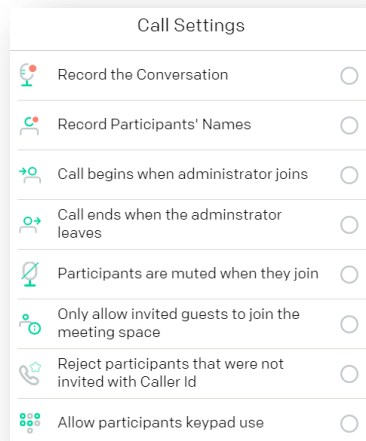 Call Settings
Record the Conversation
Record Participants' Names
Call begins when administrator joins
Call ends when the adminstrator
leaves
Participants are muted when they join
Only allow invited guests to join the
meeting space
Reject participants that were not
invited with Caller Id
Allow participants keypad use